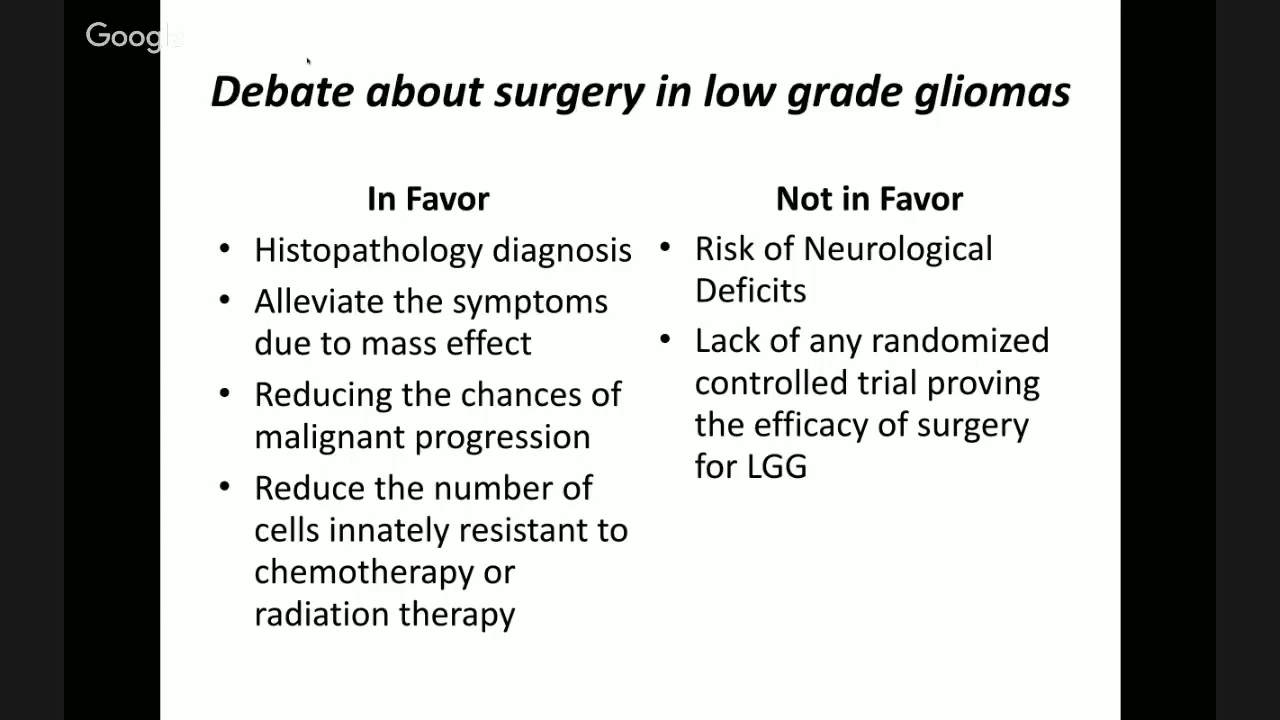 Google
Debate about surgery in low grade gliomas
In Favor
• Histopathology diagnosis
• Alleviate the symptoms
due to mass effect
• Reducing the chances of
malignant progression
• Reduce the number of
cells innately resistant to
chemotherapy or
radiation therapy
Not in Favor
• Risk of Neurological
Deficits
• Lack of any randomized
controlled trial proving
the efficacy of surgery
for LGG